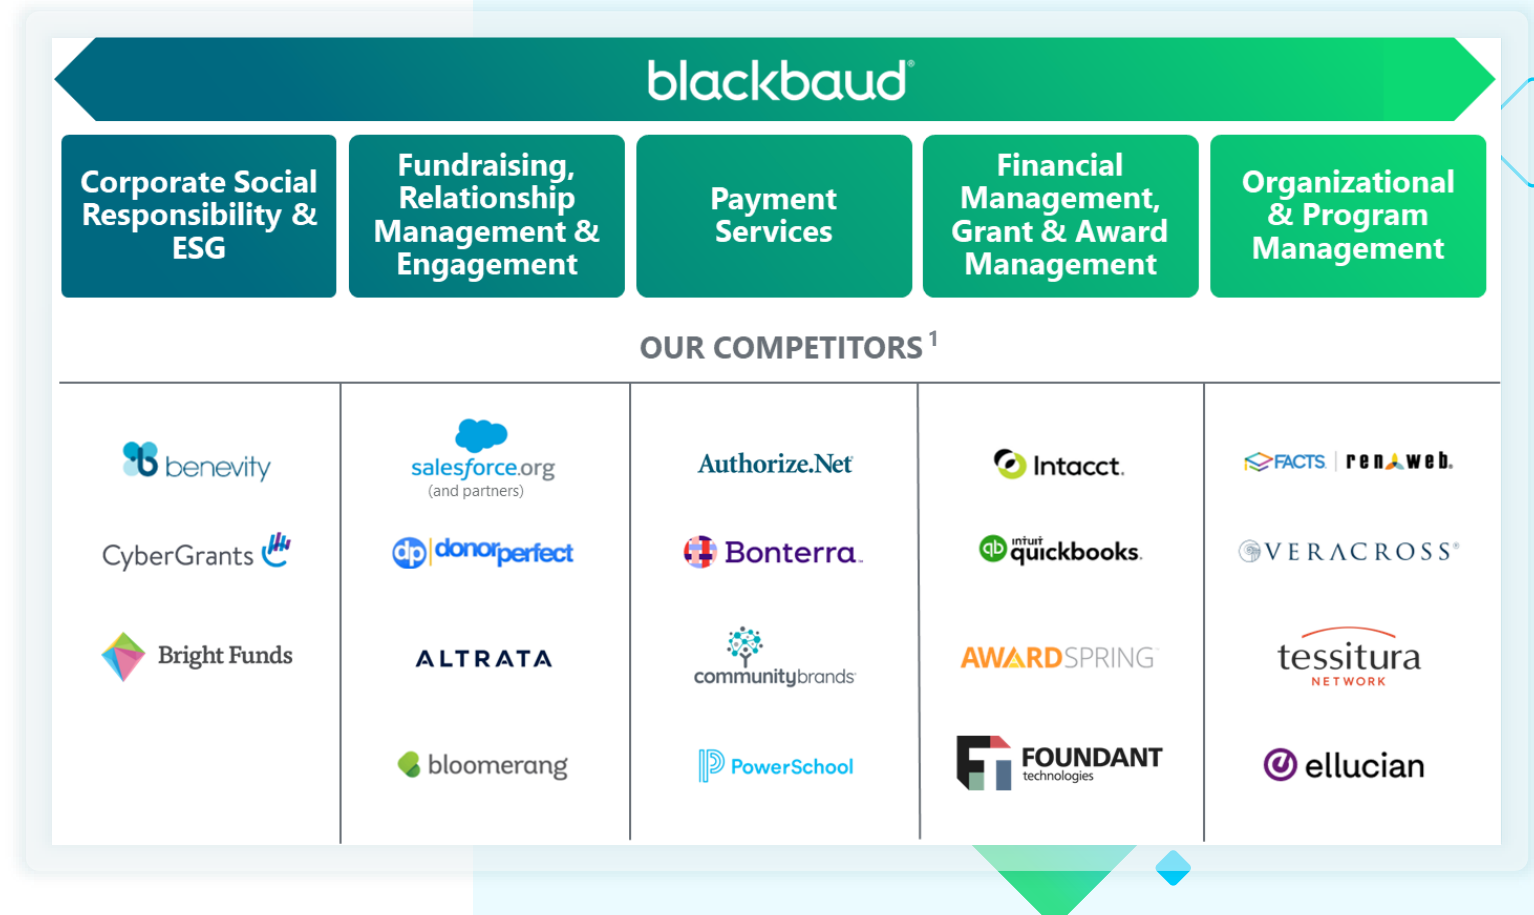 blackbaud®
Corporate Social
Responsibility &
ESG
Fundraising,
Relationship
Management &
Engagement
Payment
Services
Financial
Management,
Grant & Award
Management
Organizational
& Program
Management
OUR COMPETITORS 1
benevity
CyberGrants
Bright Funds
salesforce.org
(and partners)
dp donorperfect
ALTRATA
bloomerang
Authorize.Net
Bonterra™
communitybrands
PowerSchool
Intacct.
qb intuit quickbooks.
AWARDSPRING
FOUNDANT
technologies
FACTS | renweb.
VERACROSS®
tessitura
NETWORK
ellucian